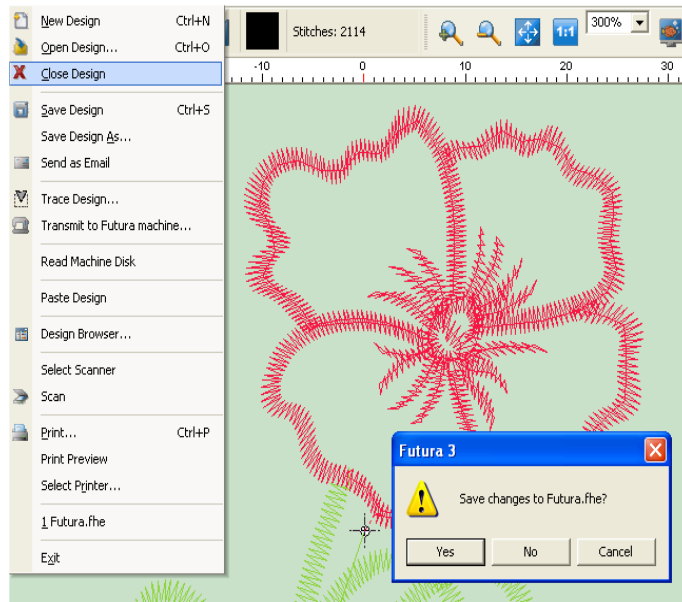 New Design Ctrl+N
Open Design... Ctrl+O
Close Design
Save Design Ctrl+S
Save Design As...
Send as Email
Trace Design...
Transmit to Futura machine...
Read Machine Disk
Paste Design
Design Browser...
Select Scanner
Scan
Print... Ctrl+P
Print Preview
Select Printer...
1 Futura.fhe
Exit
Stitches: 2114
1:1
300%
-10 0 10 20 30
Futura 3
Save changes to Futura.fhe?
Yes No Cancel